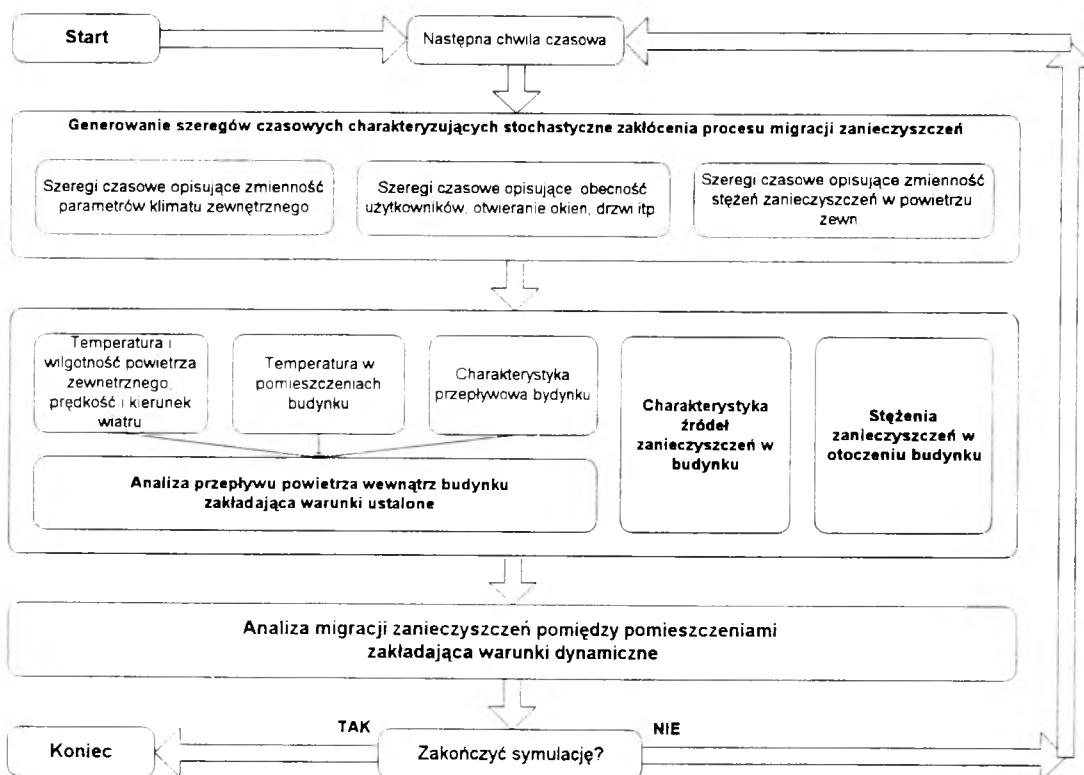 Start
Następna chwila czasowa
Generowanie szeregów czasowych charakteryzujących stochastyczne zakłócenia procesu migracji zanieczyszczeń
Szeregi czasowe opisujące zmienność
parametrów klimatu zewnętrznego
Szeregi czasowe opisujące obecność
użytkowników, otwieranie okien, drzwi itp
Szeregi czasowe opisujące zmienność
stężeń zanieczyszczeń w powietrzu
zewn.
Temperatura i
wilgotność powietrza
zewnetrznego,
prędkość i kierunek
wiatru
Temperatura w
pomieszczeniach
budynku
Charakterystyka
przepływowa bydynku
Charakterystyka
źródeł
zanieczyszczeń w
budynku
Stężenia
zanieczyszczeń w
otoczeniu budynku
Analiza przepływu powietrza wewnątrz budynku
zakładająca warunki ustalone
Analiza migracji zanieczyszczeń pomiędzy pomieszczeniami
zakładająca warunki dynamiczne
TAK
NIE
Koniec
Zakończyć symulację?